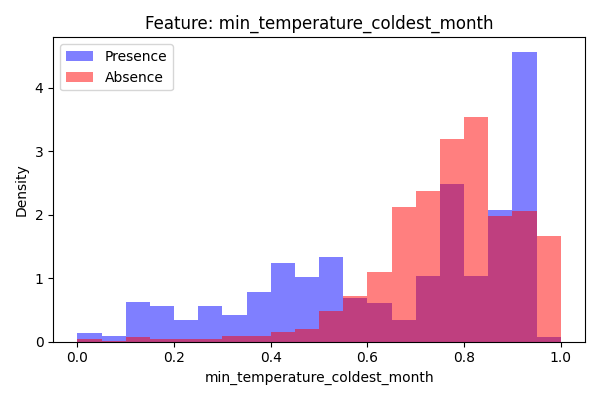 Feature: min_temperature_coldest_month
Presence
Absence
Density
4
3
2
1
0
0.0 0.2 0.4 0.6 0.8 1.0
min_temperature_coldest_month